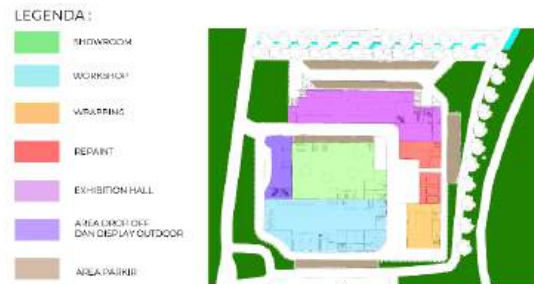 LEGENDA :
SHOWROOM
WORKSHOP
WRAPPING
REPAINT
EXHIBITION HALL
AREA DROP OFF
DAN DISPLAY OUTDOOR
AREA PARKIR